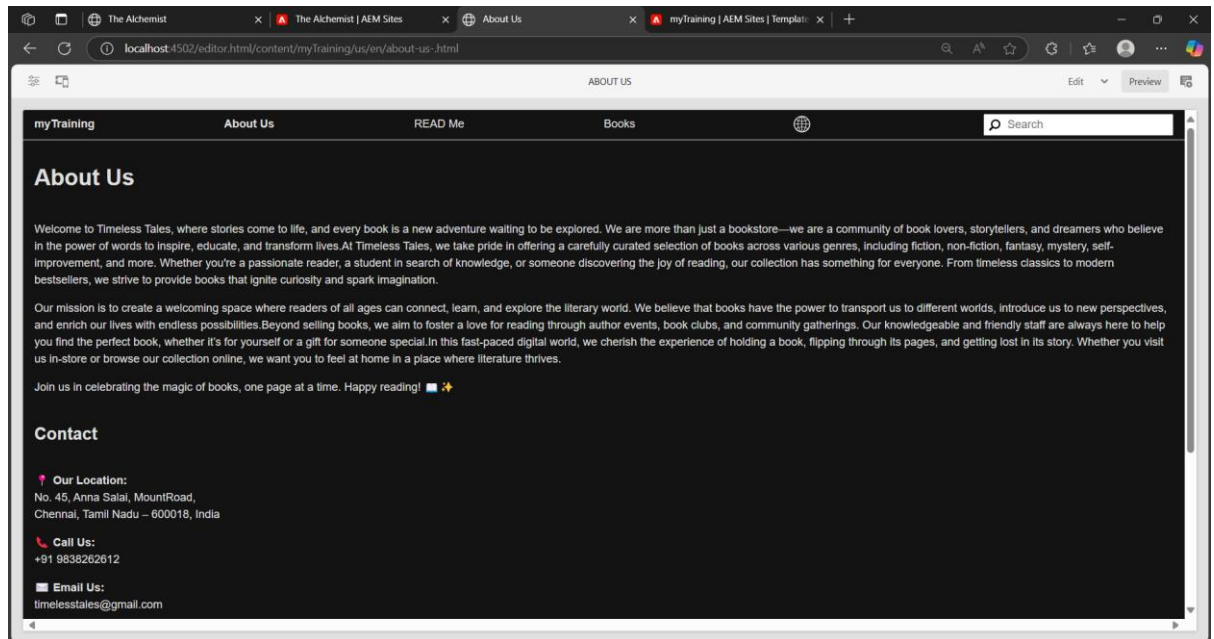 The Alchemist
The Alchemist | AEM Sites
About Us
myTraining | AEM Sites | Template
localhost:4502/editor.html/content/myTraining/us/en/about-us-.html
ABOUT US
Edit
Preview
myTraining
About Us
READ Me
Books
Search
About Us
Welcome to Timeless Tales, where stories come to life, and every book is a new adventure waiting to be explored. We are more than just a bookstore—we are a community of book lovers, storytellers, and dreamers who believe
in the power of words to inspire, educate, and transform lives.At Timeless Tales, we take pride in offering a carefully curated selection of books across various genres, including fiction, non-fiction, fantasy, mystery, self-
improvement, and more. Whether you're a passionate reader, a student in search of knowledge, or someone discovering the joy of reading, our collection has something for everyone. From timeless classics to modern
bestsellers, we strive to provide books that ignite curiosity and spark imagination.
Our mission is to create a welcoming space where readers of all ages can connect, learn, and explore the literary world. We believe that books have the power to transport us to different worlds, introduce us to new perspectives,
and enrich our lives with endless possibilities.Beyond selling books, we aim to foster a love for reading through author events, book clubs, and community gatherings. Our knowledgeable and friendly staff are always here to help
you find the perfect book, whether it's for yourself or a gift for someone special.In this fast-paced digital world, we cherish the experience of holding a book, flipping through its pages, and getting lost in its story. Whether you visit
us in-store or browse our collection online, we want you to feel at home in a place where literature thrives.
Join us in celebrating the magic of books, one page at a time. Happy reading! 📖 ✨
Contact
📍 Our Location:
No. 45, Anna Salai, MountRoad,
Chennai, Tamil Nadu – 600018, India
📞 Call Us:
+91 9838262612
✉️ Email Us:
timelesstales@gmail.com